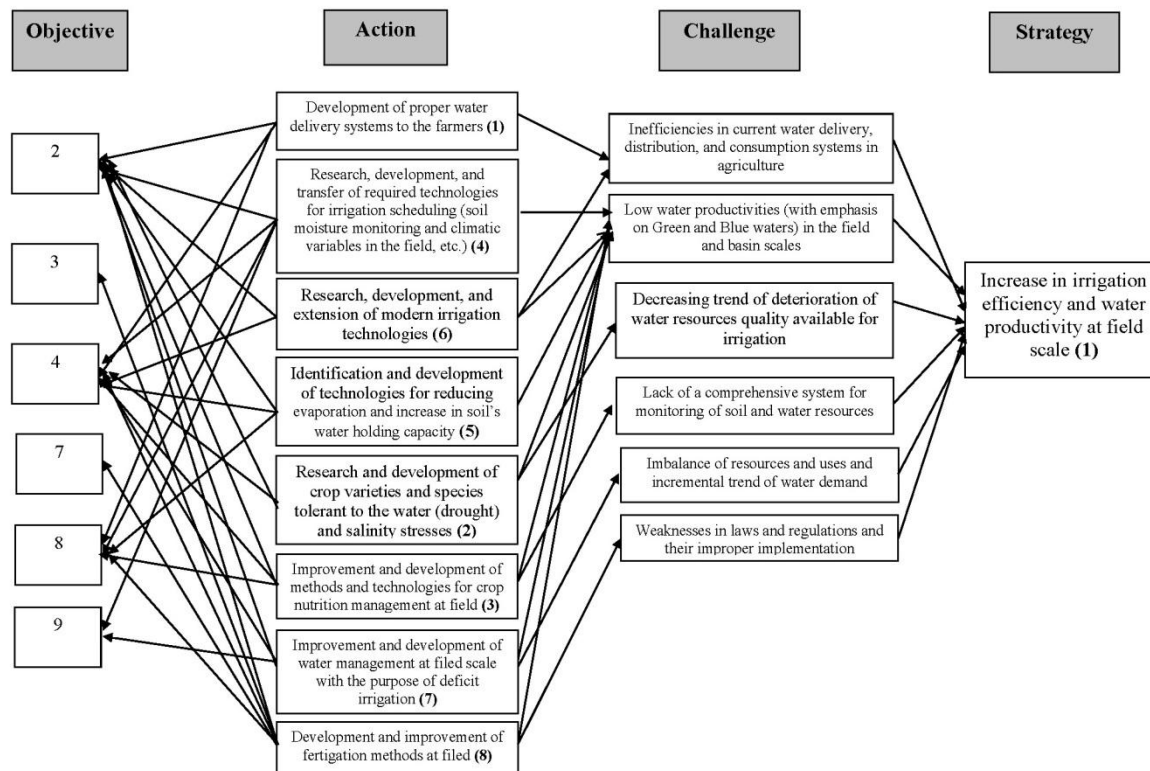 Objective
Action
Challenge
Strategy
2
3
4
7
8
9
Development of proper water
delivery systems to the farmers (1)
Research, development, and
transfer of required technologies
for irrigation scheduling (soil
moisture monitoring and climatic
variables in the field, etc.) (4)
Research, development, and
extension of modern irrigation
technologies (6)
Identification and development
of technologies for reducing
evaporation and increase in soil's
water holding capacity (5)
Research and development of
crop varieties and species
tolerant to the water (drought)
and salinity stresses (2)
Improvement and development of
methods and technologies for crop
nutrition management at field (3)
Improvement and development of
water management at filed scale
with the purpose of deficit
irrigation (7)
Development and improvement of
fertigation methods at filed (8)
Inefficiencies in current water delivery,
distribution, and consumption systems in
agriculture
Low water productivities (with emphasis
on Green and Blue waters) in the field
and basin scales
Decreasing trend of deterioration of
water resources quality available for
irrigation
Lack of a comprehensive system for
monitoring of soil and water resources
Imbalance of resources and uses and
incremental trend of water demand
Weaknesses in laws and regulations and
their improper implementation
Increase in irrigation
efficiency and water
productivity at field
scale (1)